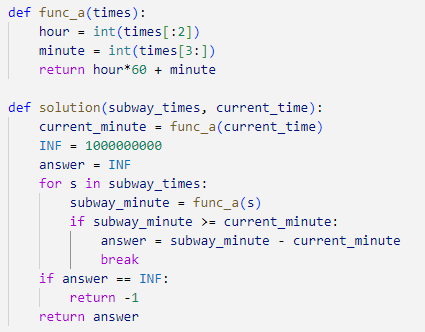 def func_a(times):
    hour = int(times[:2])
    minute = int(times[3:])
    return hour*60 + minute

def solution(subway_times, current_time):
    current_minute = func_a(current_time)
    INF = 1000000000
    answer = INF
    for s in subway_times:
        subway_minute = func_a(s)
        if subway_minute >= current_minute:
            answer = subway_minute - current_minute
            break
    if answer == INF:
        return -1
    return answer